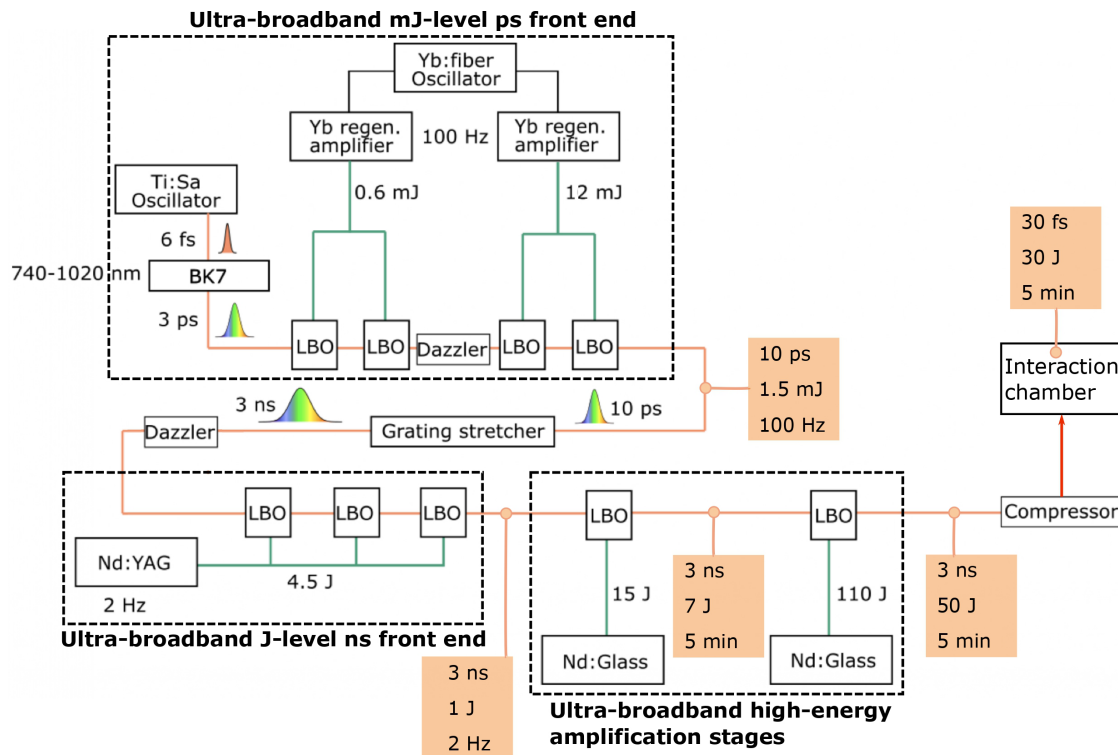 Ultra-broadband mJ-level ps front end
Yb:fiber
Oscillator
Yb regen.
amplifier
100 Hz
Yb regen.
amplifier
Ti:Sa
Oscillator
0.6 mJ
12 mJ
6 fs
740-1020 nm
BK7
3 ps
LBO
LBO
Dazzler
LBO
LBO
30 fs
30 J
5 min
Interaction
chamber
10 ps
1.5 mJ
100 Hz
3 ns
10 ps
Dazzler
Grating stretcher
LBO
LBO
LBO
Nd:YAG
4.5 J
2 Hz
Ultra-broadband J-level ns front end
3 ns
1 J
2 Hz
LBO
LBO
15 J
3 ns
7 J
5 min
110 J
Nd:Glass
Nd:Glass
Ultra-broadband high-energy
amplification stages
3 ns
50 J
5 min
Compressor